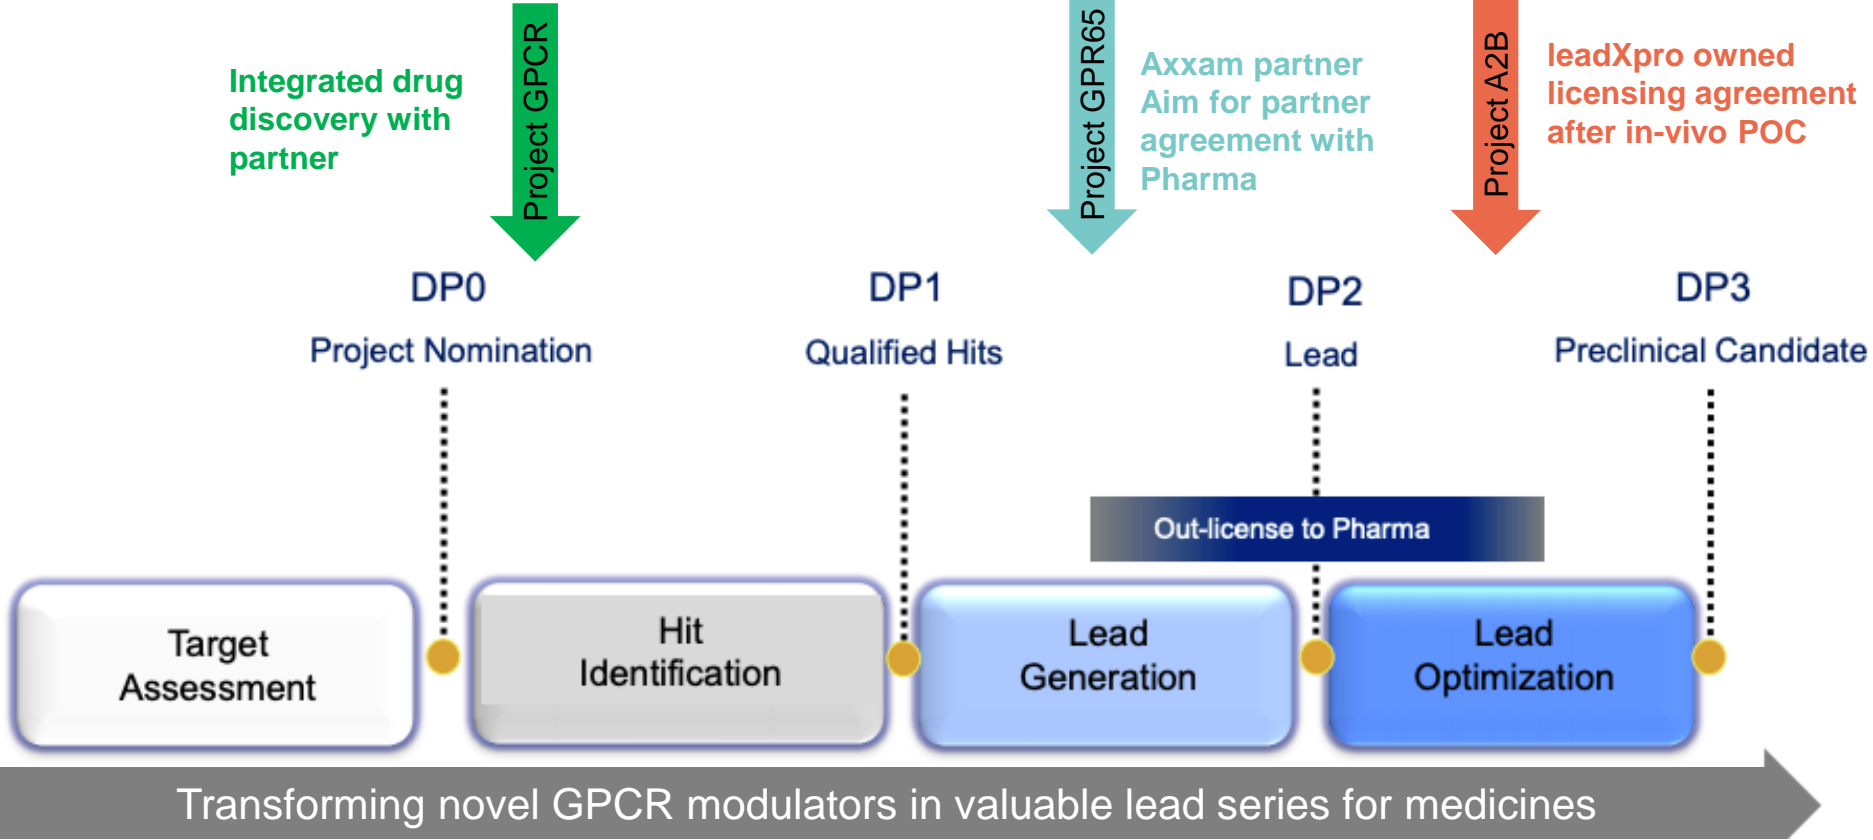 Integrated drug
discovery with
partner
Project GPCR
Project GPR65
Axxam partner
Aim for partner
agreement with
Pharma
Project A2B
leadXpro owned
licensing agreement
after in-vivo POC
DP0
Project Nomination
DP1
Qualified Hits
DP2
Lead
DP3
Preclinical Candidate
Out-license to Pharma
Target
Assessment
Hit
Identification
Lead
Generation
Lead
Optimization
Transforming novel GPCR modulators in valuable lead series for medicines